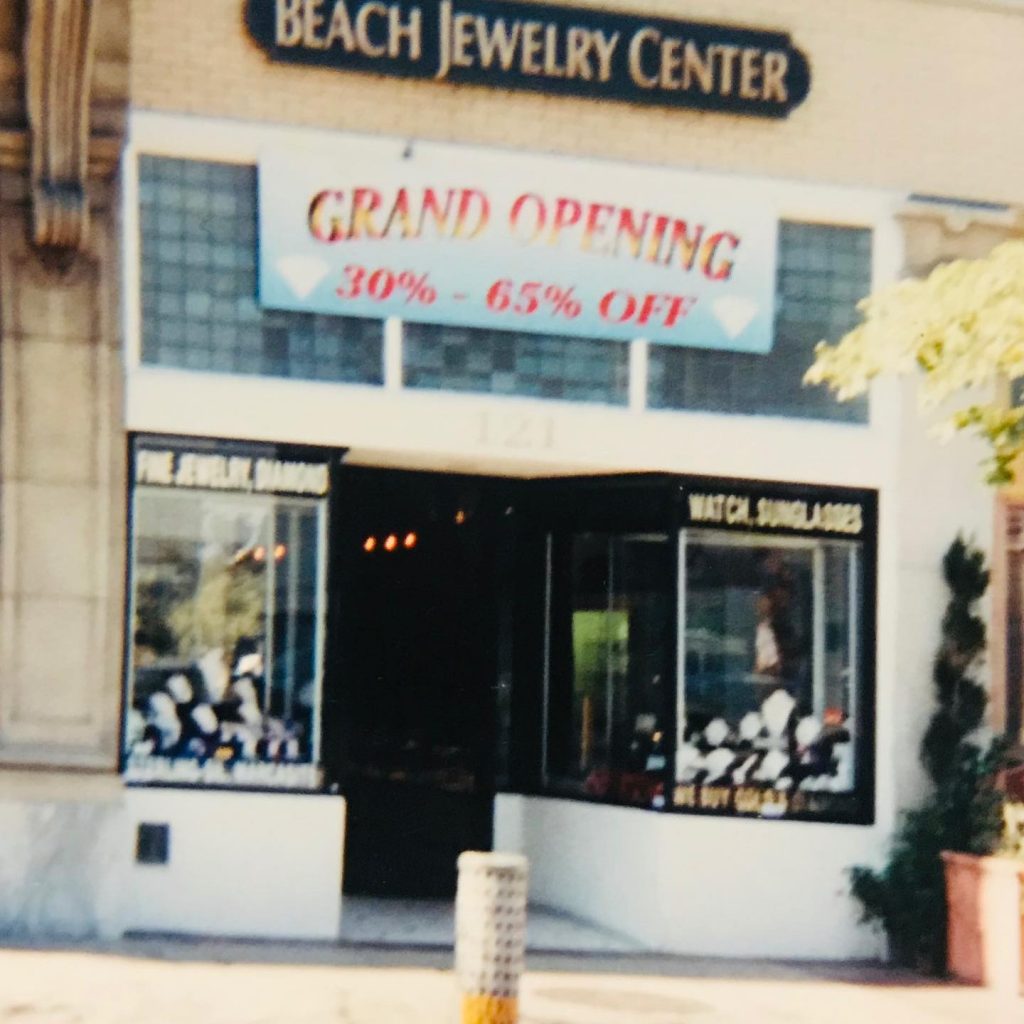 BEACH JEWELRY CENTER
GRAND OPENING
30% - 65% OFF
121
FINE JEWELRY, DIAMOND
WATCH, SUNGLASSES
WE BUY GOLD